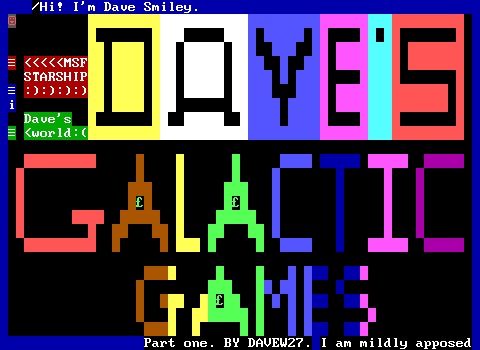 /Hi! I'm Dave Smiley.
<<<<<MSF
STARSHIP
:):):):)
i
Dave's
<world:(
DAVE'S
GALACTIC
GAMES
Part one. BY DAVEW27. I am mildly apposed